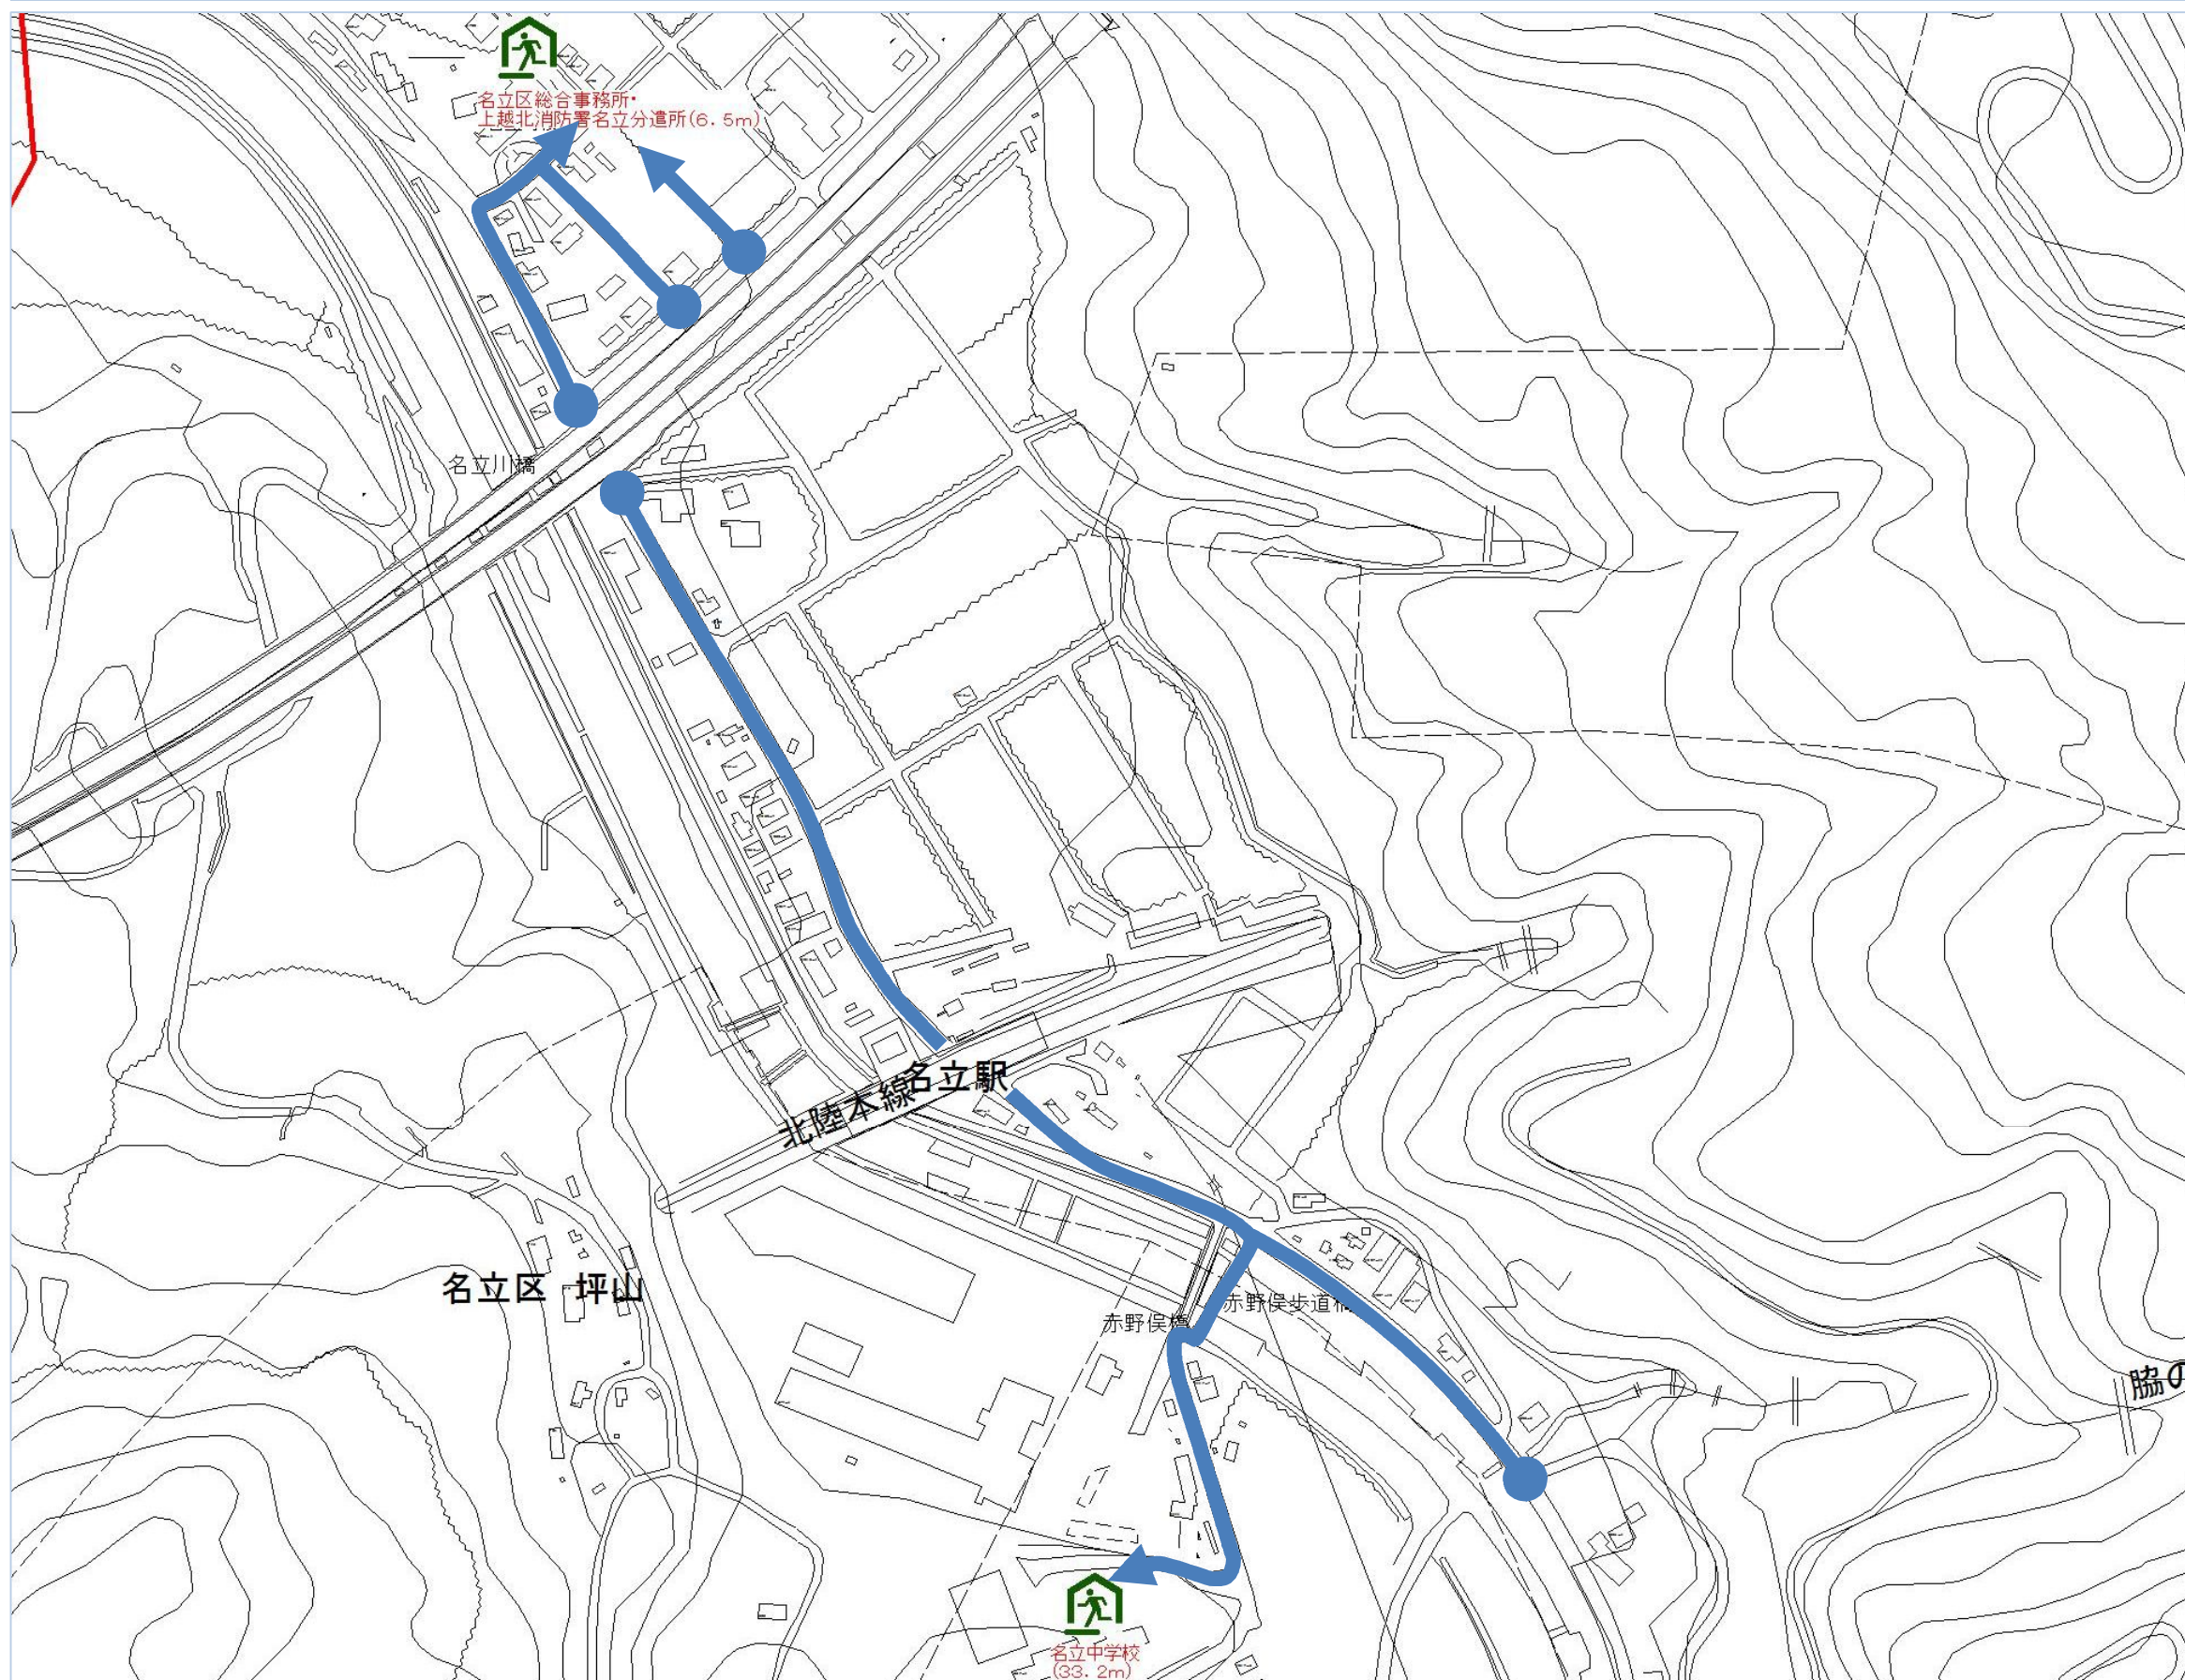 名立区総合事務所・
上越北消防署名立分遣所(6.5m)
名立川橋
名立駅
北陸本線
名立区 坪山
赤野俣歩道橋
赤野俣橋
脇の
名立中学校
(33.2m)